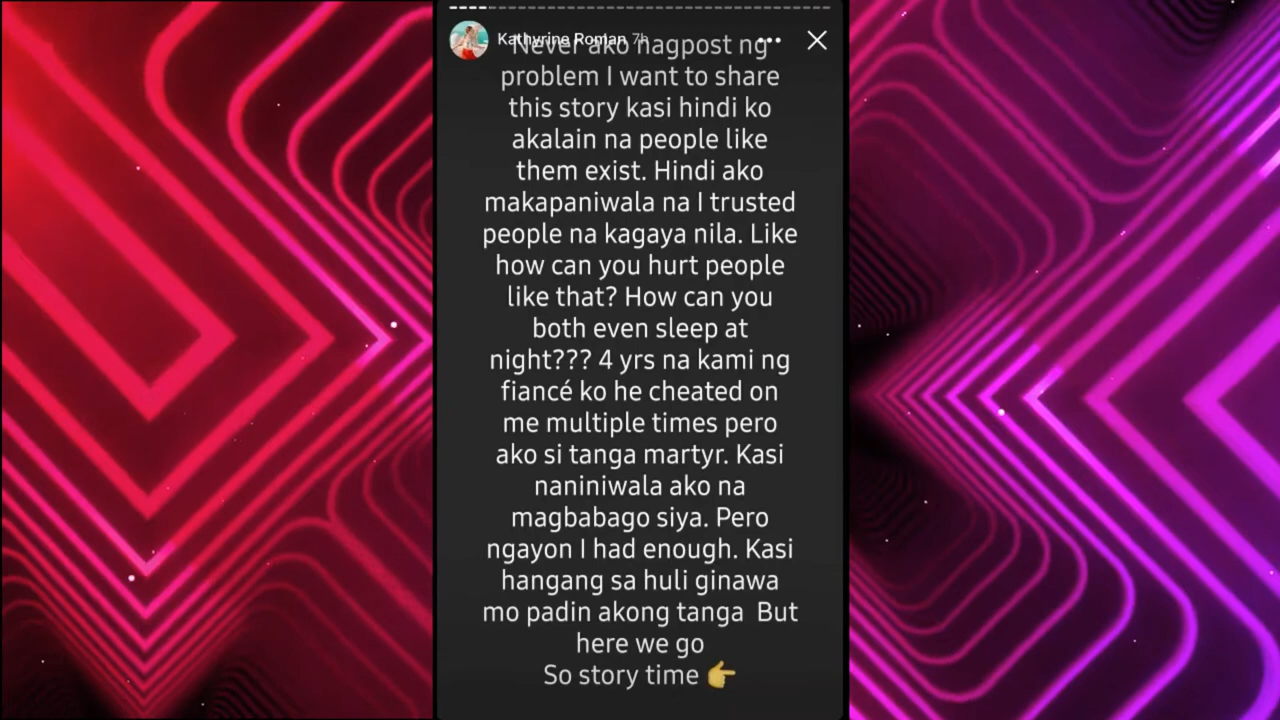 Kathyrine Roman 7h
Never ako nagpost ng
problem I want to share
this story kasi hindi ko
akalain na people like
them exist. Hindi ako
makapaniwala na I trusted
people na kagaya nila. Like
how can you hurt people
like that? How can you
both even sleep at
night??? 4 yrs na kami ng
fiancé ko he cheated on
me multiple times pero
ako si tanga martyr. Kasi
naniniwala ako na
magbabago siya. Pero
ngayon I had enough. Kasi
hangang sa huli ginawa
mo padin akong tanga  But
here we go
So story time 👉